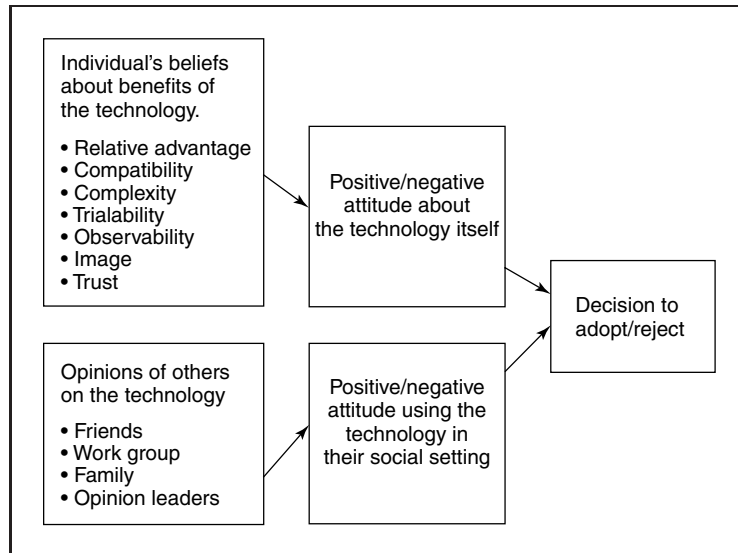 Individual's beliefs
about benefits of
the technology.
• Relative advantage
• Compatibility
• Complexity
• Trialability
• Observability
• Image
• Trust
Positive/negative
attitude about
the technology itself
Opinions of others
on the technology
• Friends
• Work group
• Family
• Opinion leaders
Positive/negative
attitude using the
technology in
their social setting
Decision to
adopt/reject